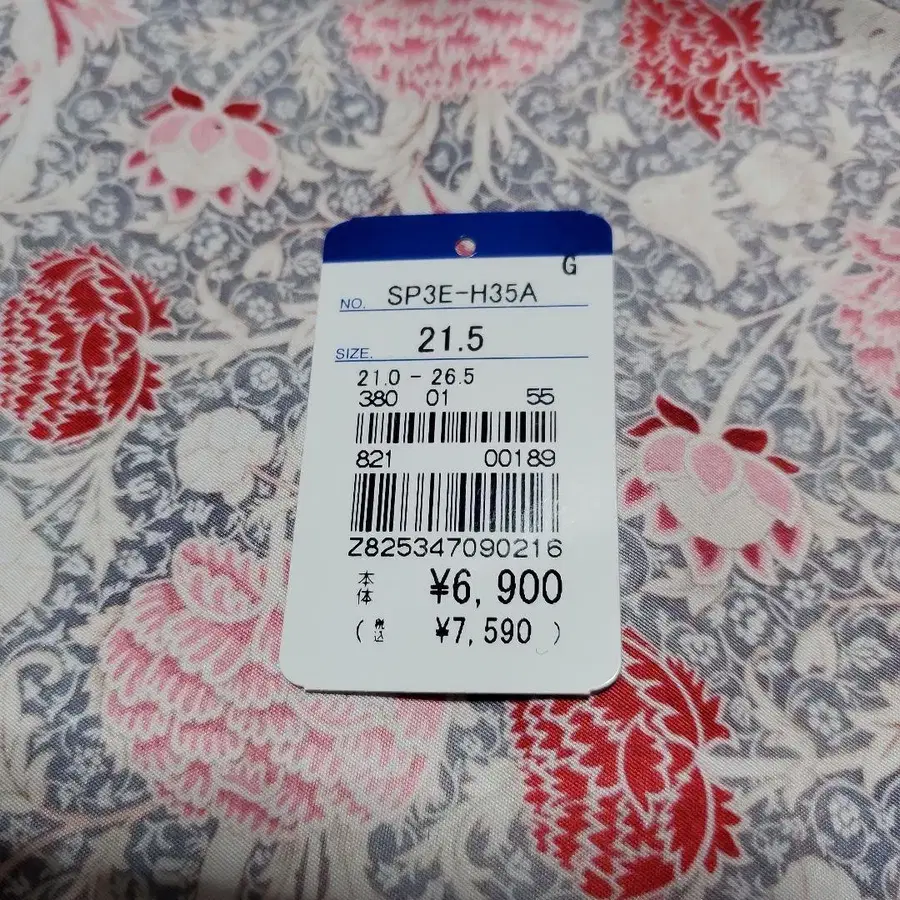 G
NO. SP3E-H35A
SIZE. 21.5
21.0 - 26.5
380 01 55
821 00189
Z825347090216
本体 ¥6,900
(税込 ¥7,590 )